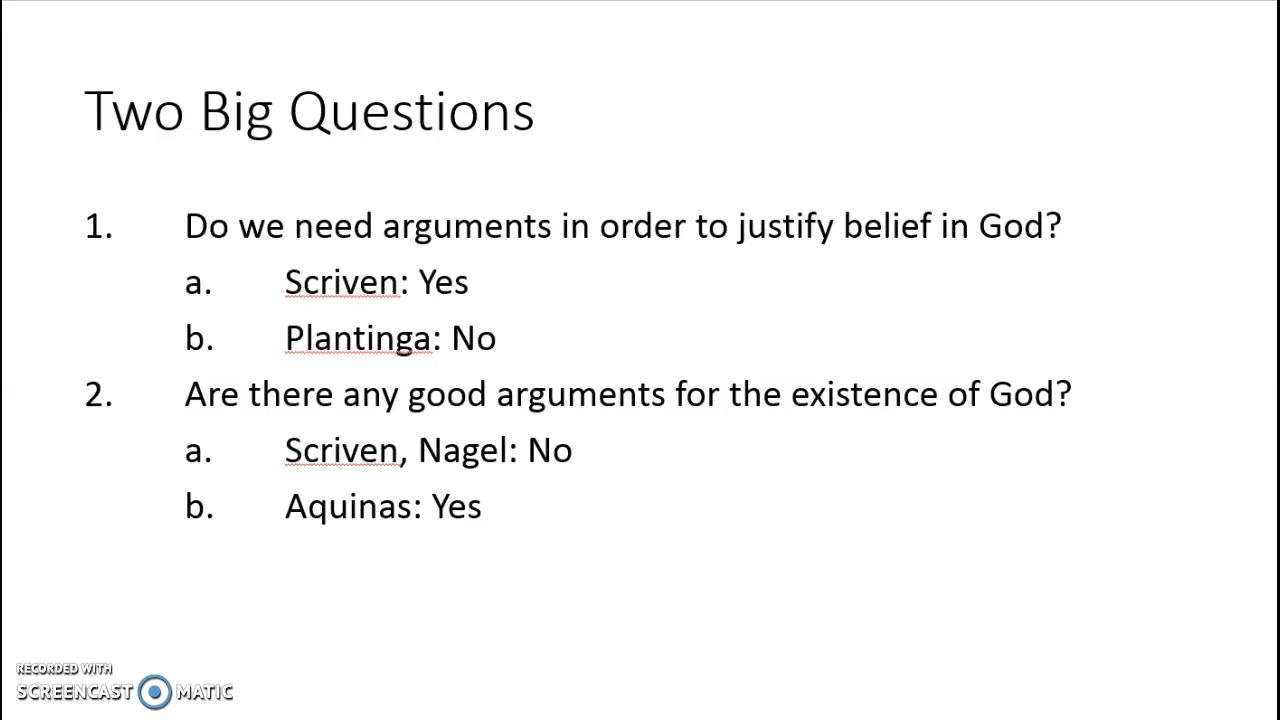 Two Big Questions
1. Do we need arguments in order to justify belief in God?
a. Scriven: Yes
b. Plantinga: No
2. Are there any good arguments for the existence of God?
a. Scriven, Nagel: No
b. Aquinas: Yes
RECORDED WITH
SCREENCAST MATIC